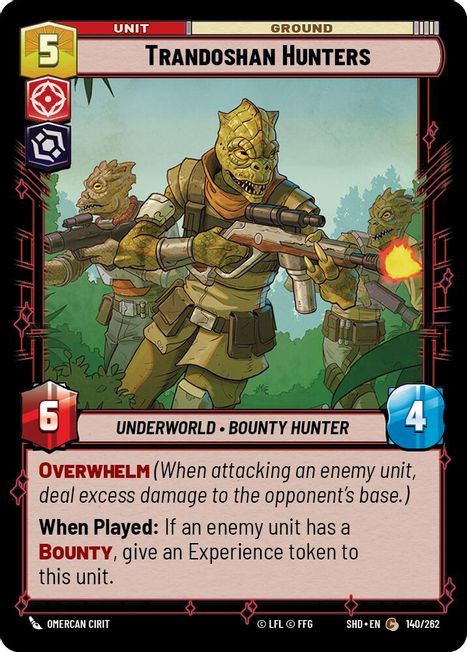 UNIT
GROUND
5
TRANDOSHAN HUNTERS
6
UNDERWORLD • BOUNTY HUNTER
4
OVERWHELM (When attacking an enemy unit,
deal excess damage to the opponent's base.)
When Played: If an enemy unit has a
BOUNTY, give an Experience token to
this unit.
OMERCAN CIRIT
© LFL © FFG
SHD • EN C 140/262